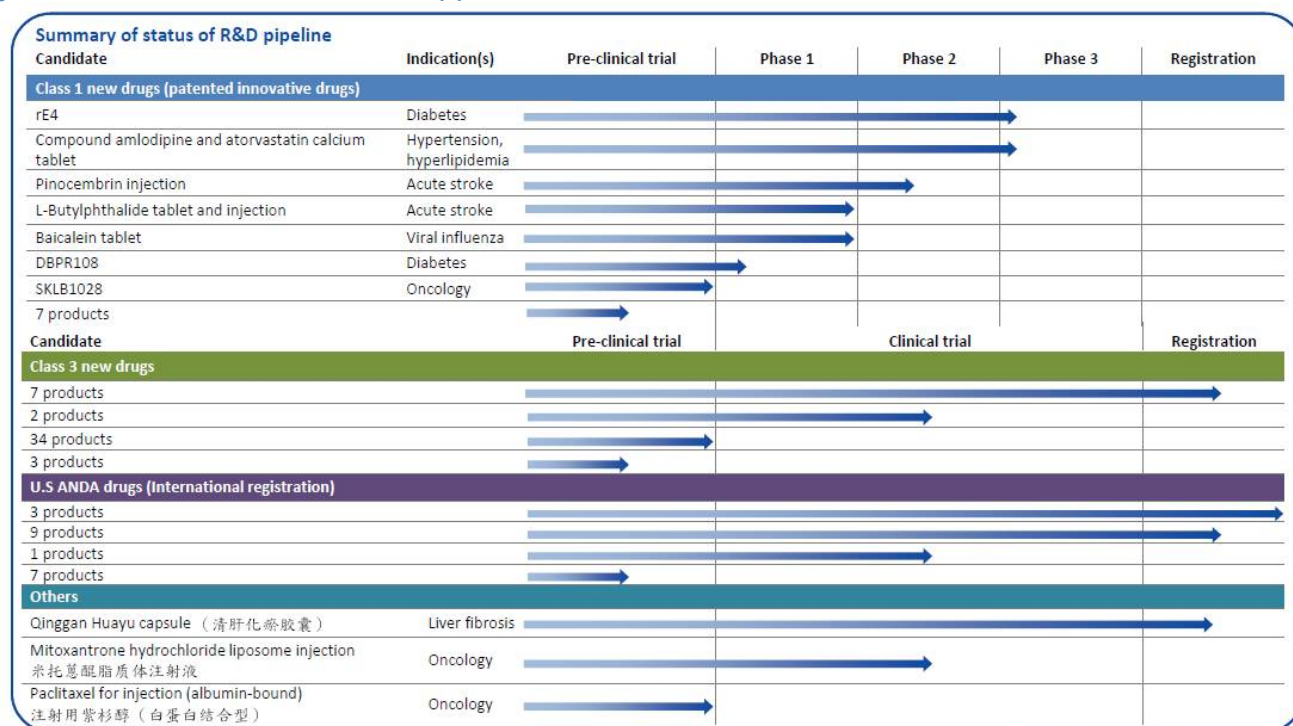 Summary of status of R&D pipeline
Candidate Indication(s) Pre-clinical trial Phase 1 Phase 2 Phase 3 Registration
Class 1 new drugs (patented innovative drugs)
rE4 Diabetes
Compound amlodipine and atorvastatin calcium Hypertension,
tablet hyperlipidemia
Pinocembrin injection Acute stroke
L-Butylphthalide tablet and injection Acute stroke
Baicalein tablet Viral influenza
DBPR108 Diabetes
SKLB1028 Oncology
7 products
Candidate Pre-clinical trial Clinical trial Registration
Class 3 new drugs
7 products
2 products
34 products
3 products
U.S ANDA drugs (International registration)
3 products
9 products
1 products
7 products
Others
Qinggan Huayu capsule （清肝化瘀胶囊） Liver fibrosis
Mitoxantrone hydrochloride liposome injection Oncology
米托蒽醌脂质体注射液
Paclitaxel for injection (albumin-bound) Oncology
注射用紫杉醇（白蛋白结合型）